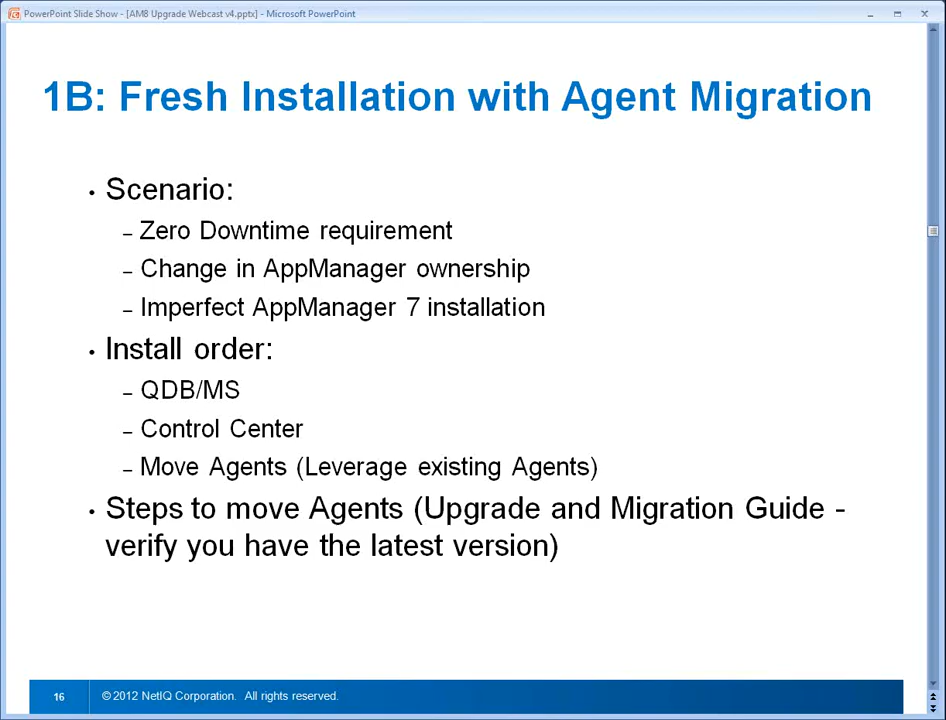 PowerPoint Slide Show - [AM8 Upgrade Webcast v4.pptx] - Microsoft PowerPoint
1B: Fresh Installation with Agent Migration
• Scenario:
– Zero Downtime requirement
– Change in AppManager ownership
– Imperfect AppManager 7 installation
• Install order:
– QDB/MS
– Control Center
– Move Agents (Leverage existing Agents)
• Steps to move Agents (Upgrade and Migration Guide -
verify you have the latest version)
16 © 2012 NetIQ Corporation. All rights reserved.